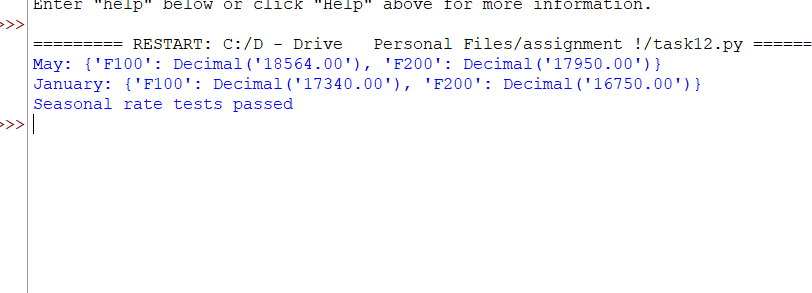 Enter "help" below or click "Help" above for more information.
>>>
========= RESTART: C:/D - Drive   Personal Files/assignment !/task12.py ======
May: {'F100': Decimal('18564.00'), 'F200': Decimal('17950.00')}
January: {'F100': Decimal('17340.00'), 'F200': Decimal('16750.00')}
Seasonal rate tests passed
>>>